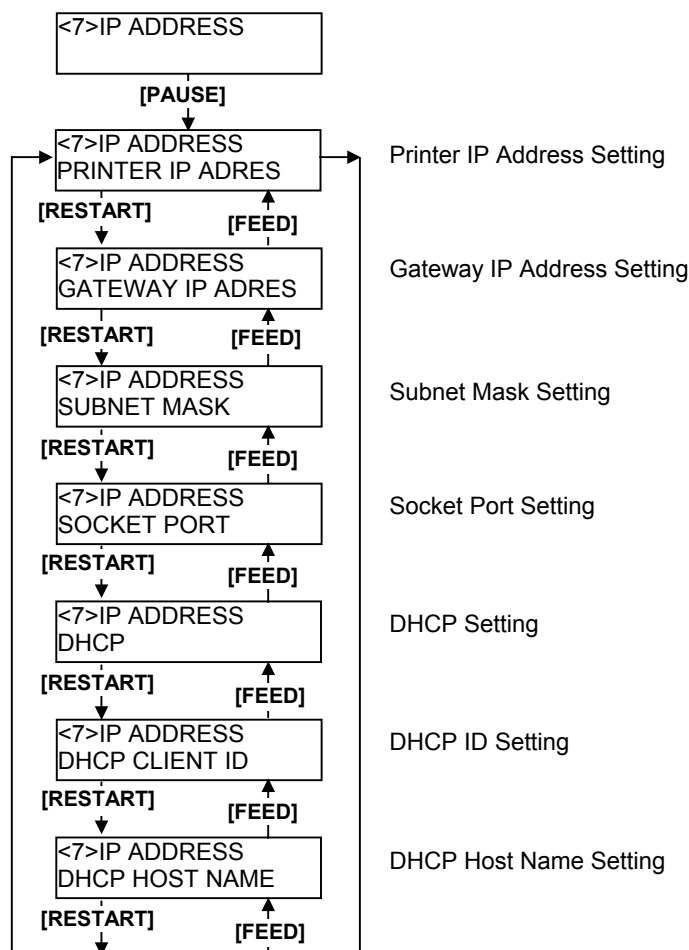 <7>IP ADDRESS
[PAUSE]
<7>IP ADDRESS
PRINTER IP ADRES
Printer IP Address Setting
[RESTART]
[FEED]
<7>IP ADDRESS
GATEWAY IP ADRES
Gateway IP Address Setting
[RESTART]
[FEED]
<7>IP ADDRESS
SUBNET MASK
Subnet Mask Setting
[RESTART]
[FEED]
<7>IP ADDRESS
SOCKET PORT
Socket Port Setting
[RESTART]
[FEED]
<7>IP ADDRESS
DHCP
DHCP Setting
[RESTART]
[FEED]
<7>IP ADDRESS
DHCP CLIENT ID
DHCP ID Setting
[RESTART]
[FEED]
<7>IP ADDRESS
DHCP HOST NAME
DHCP Host Name Setting
[RESTART]
[FEED]